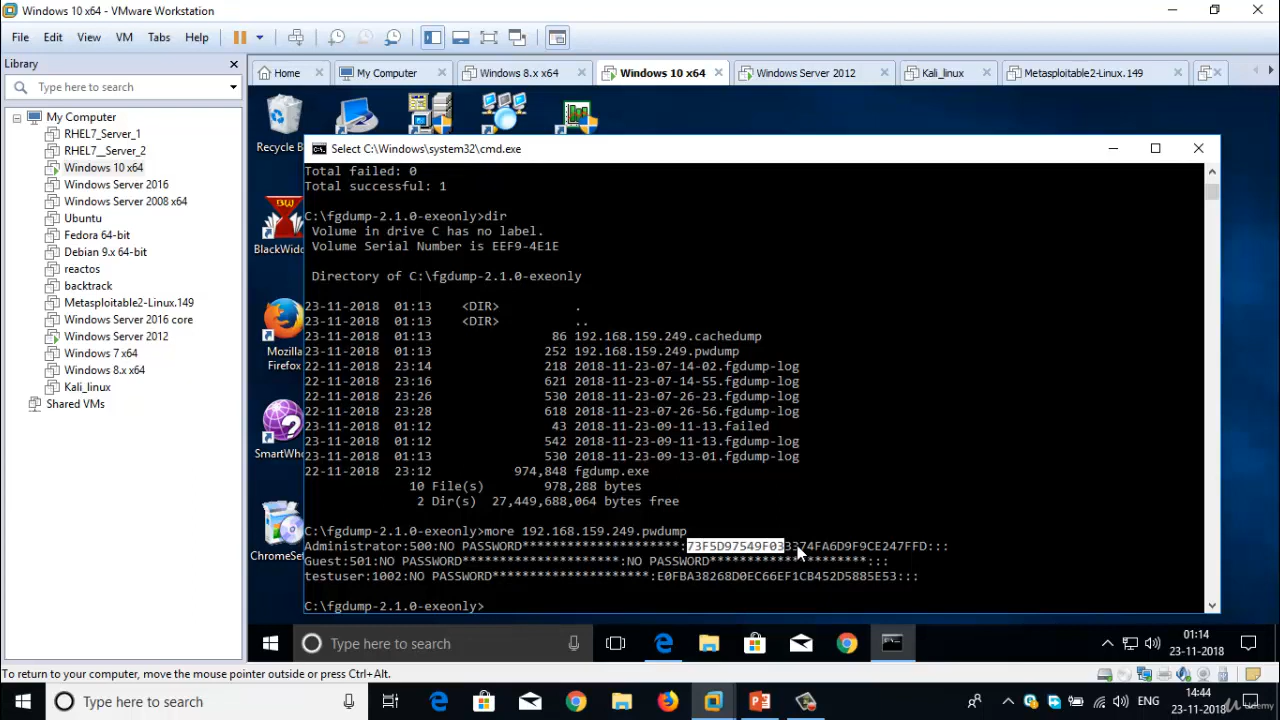 Windows 10 x64 - VMware Workstation
File Edit View VM Tabs Help
Library
Type here to search
My Computer
RHEL7_Server_1
RHEL7__Server_2
Windows 10 x64
Windows Server 2016
Windows Server 2008 x64
Ubuntu
Fedora 64-bit
Debian 9.x 64-bit
reactos
backtrack
Metasploitable2-Linux.149
Windows Server 2016 core
Windows Server 2012
Windows 7 x64
Windows 8.x x64
Kali_linux
Shared VMs
Home My Computer Windows 8.x x64 Windows 10 x64 Windows Server 2012 Kali_linux Metasploitable2-Linux.149
Recycle B
BlackWido
Mozilla
Firefox
SmartWho
ChromeSet
Select C:\Windows\system32\cmd.exe
Total failed: 0
Total successful: 1
C:\fgdump-2.1.0-exeonly>dir
Volume in drive C has no label.
Volume Serial Number is EEF9-4E1E
Directory of C:\fgdump-2.1.0-exeonly
23-11-2018 01:13 <DIR> .
23-11-2018 01:13 <DIR> ..
23-11-2018 01:13 86 192.168.159.249.cachedump
23-11-2018 01:13 252 192.168.159.249.pwdump
22-11-2018 23:14 218 2018-11-23-07-14-02.fgdump-log
22-11-2018 23:16 621 2018-11-23-07-14-55.fgdump-log
22-11-2018 23:26 530 2018-11-23-07-26-23.fgdump-log
22-11-2018 23:28 618 2018-11-23-07-26-56.fgdump-log
23-11-2018 01:12 43 2018-11-23-09-11-13.failed
23-11-2018 01:12 542 2018-11-23-09-11-13.fgdump-log
23-11-2018 01:13 530 2018-11-23-09-13-01.fgdump-log
22-11-2018 23:12 974,848 fgdump.exe
10 File(s) 978,288 bytes
2 Dir(s) 27,449,688,064 bytes free
C:\fgdump-2.1.0-exeonly>more 192.168.159.249.pwdump
Administrator:500:NO PASSWORD*********************:73F5D97549F033374FA6D9F9CE247FFD:::
Guest:501:NO PASSWORD*********************:NO PASSWORD*********************:::
testuser:1002:NO PASSWORD*********************:E0FBA38268D0EC66EF1CB452D5885E53:::
C:\fgdump-2.1.0-exeonly>
Type here to search
01:14
23-11-2018
To return to your computer, move the mouse pointer outside or press Ctrl+Alt.
Type here to search
ENG
14:44
23-11-2018
Udemy